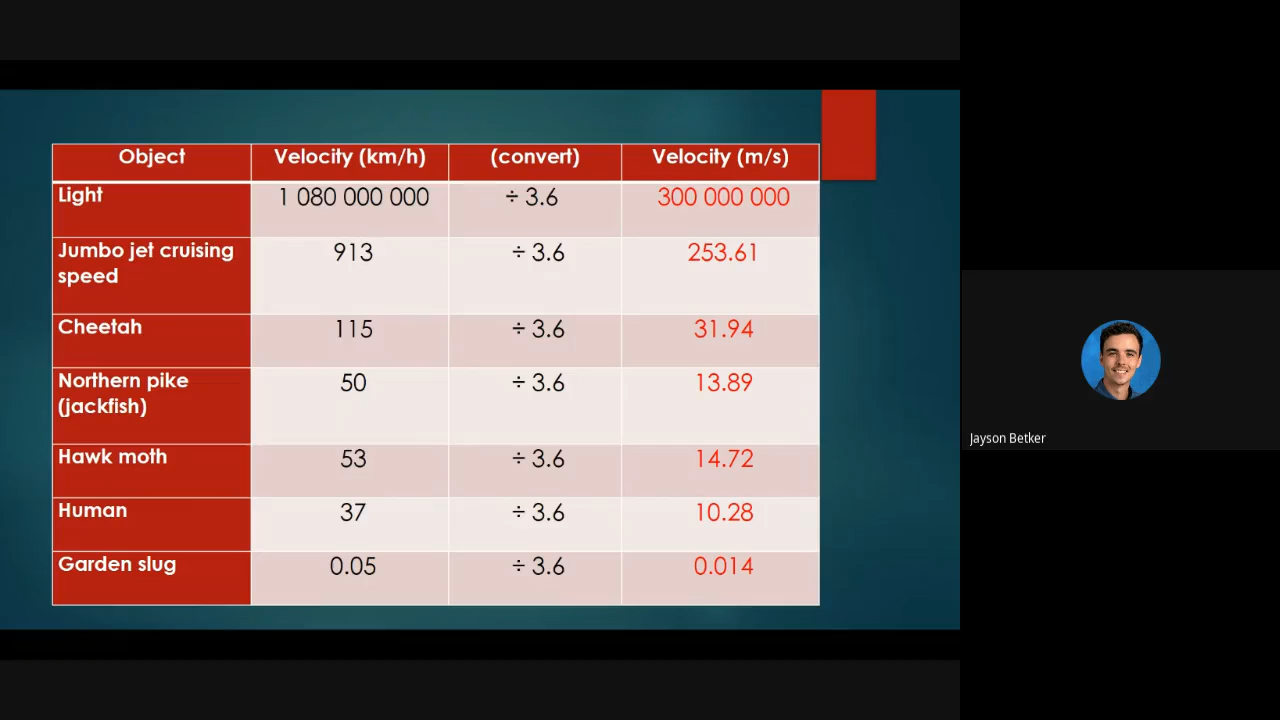 Object Velocity (km/h) (convert) Velocity (m/s)
Light 1 080 000 000 ÷ 3.6 300 000 000
Jumbo jet cruising 913 ÷ 3.6 253.61
speed
Cheetah 115 ÷ 3.6 31.94
Northern pike 50 ÷ 3.6 13.89
(jackfish)
Hawk moth 53 ÷ 3.6 14.72
Human 37 ÷ 3.6 10.28
Garden slug 0.05 ÷ 3.6 0.014
Jayson Betker